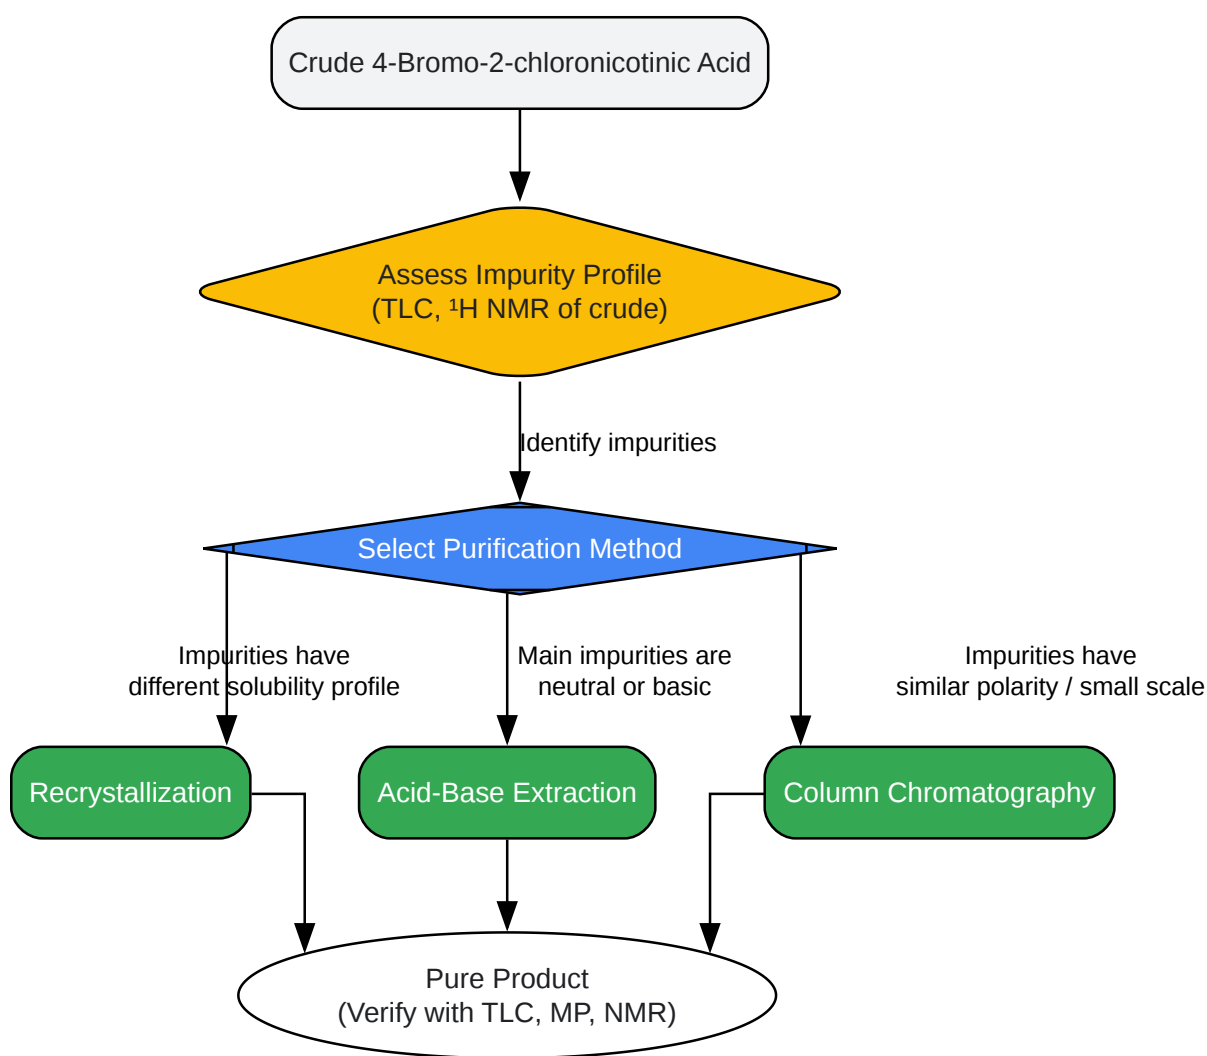 Crude 4-Bromo-2-chloronicotinic Acid
Assess Impurity Profile
(TLC, ¹H NMR of crude)
Identify impurities
Select Purification Method
Impurities have
different solubility profile
Main impurities are
neutral or basic
Impurities have
similar polarity / small scale
Recrystallization
Acid-Base Extraction
Column Chromatography
Pure Product
(Verify with TLC, MP, NMR)